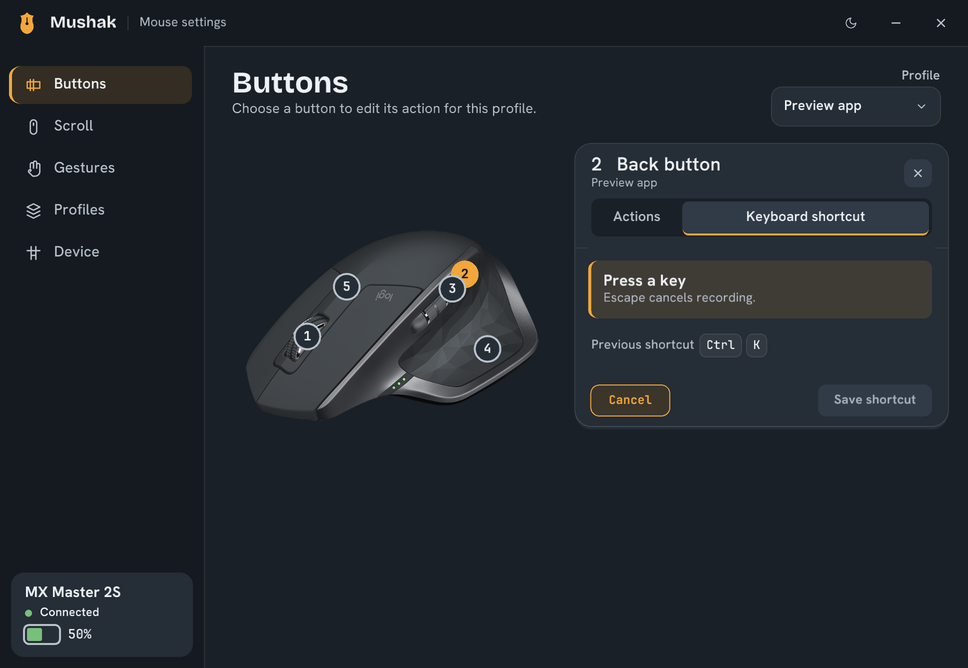 Mushak
Mouse settings
Buttons
Scroll
Gestures
Profiles
Device
MX Master 2S
Connected
50%
Buttons
Choose a button to edit its action for this profile.
Profile
Preview app
5
2
3
1
4
logi
2 Back button
Preview app
Actions
Keyboard shortcut
Press a key
Escape cancels recording.
Previous shortcut Ctrl K
Cancel
Save shortcut